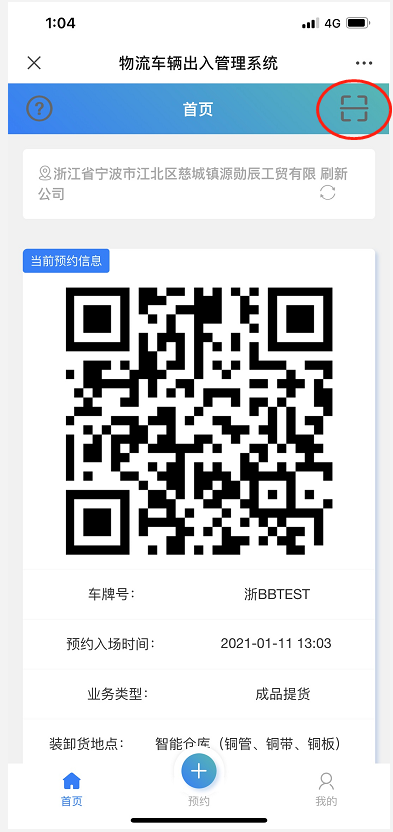 1:04
4G
物流车辆出入管理系统
首页
浙江省宁波市江北区慈城镇源勋辰工贸有限 刷新
公司
当前预约信息
车牌号： 浙BBTEST
预约入场时间： 2021-01-11 13:03
业务类型： 成品提货
装卸货地点： 智能仓库（铜管、铜带、铜板）
首页 预约 我的